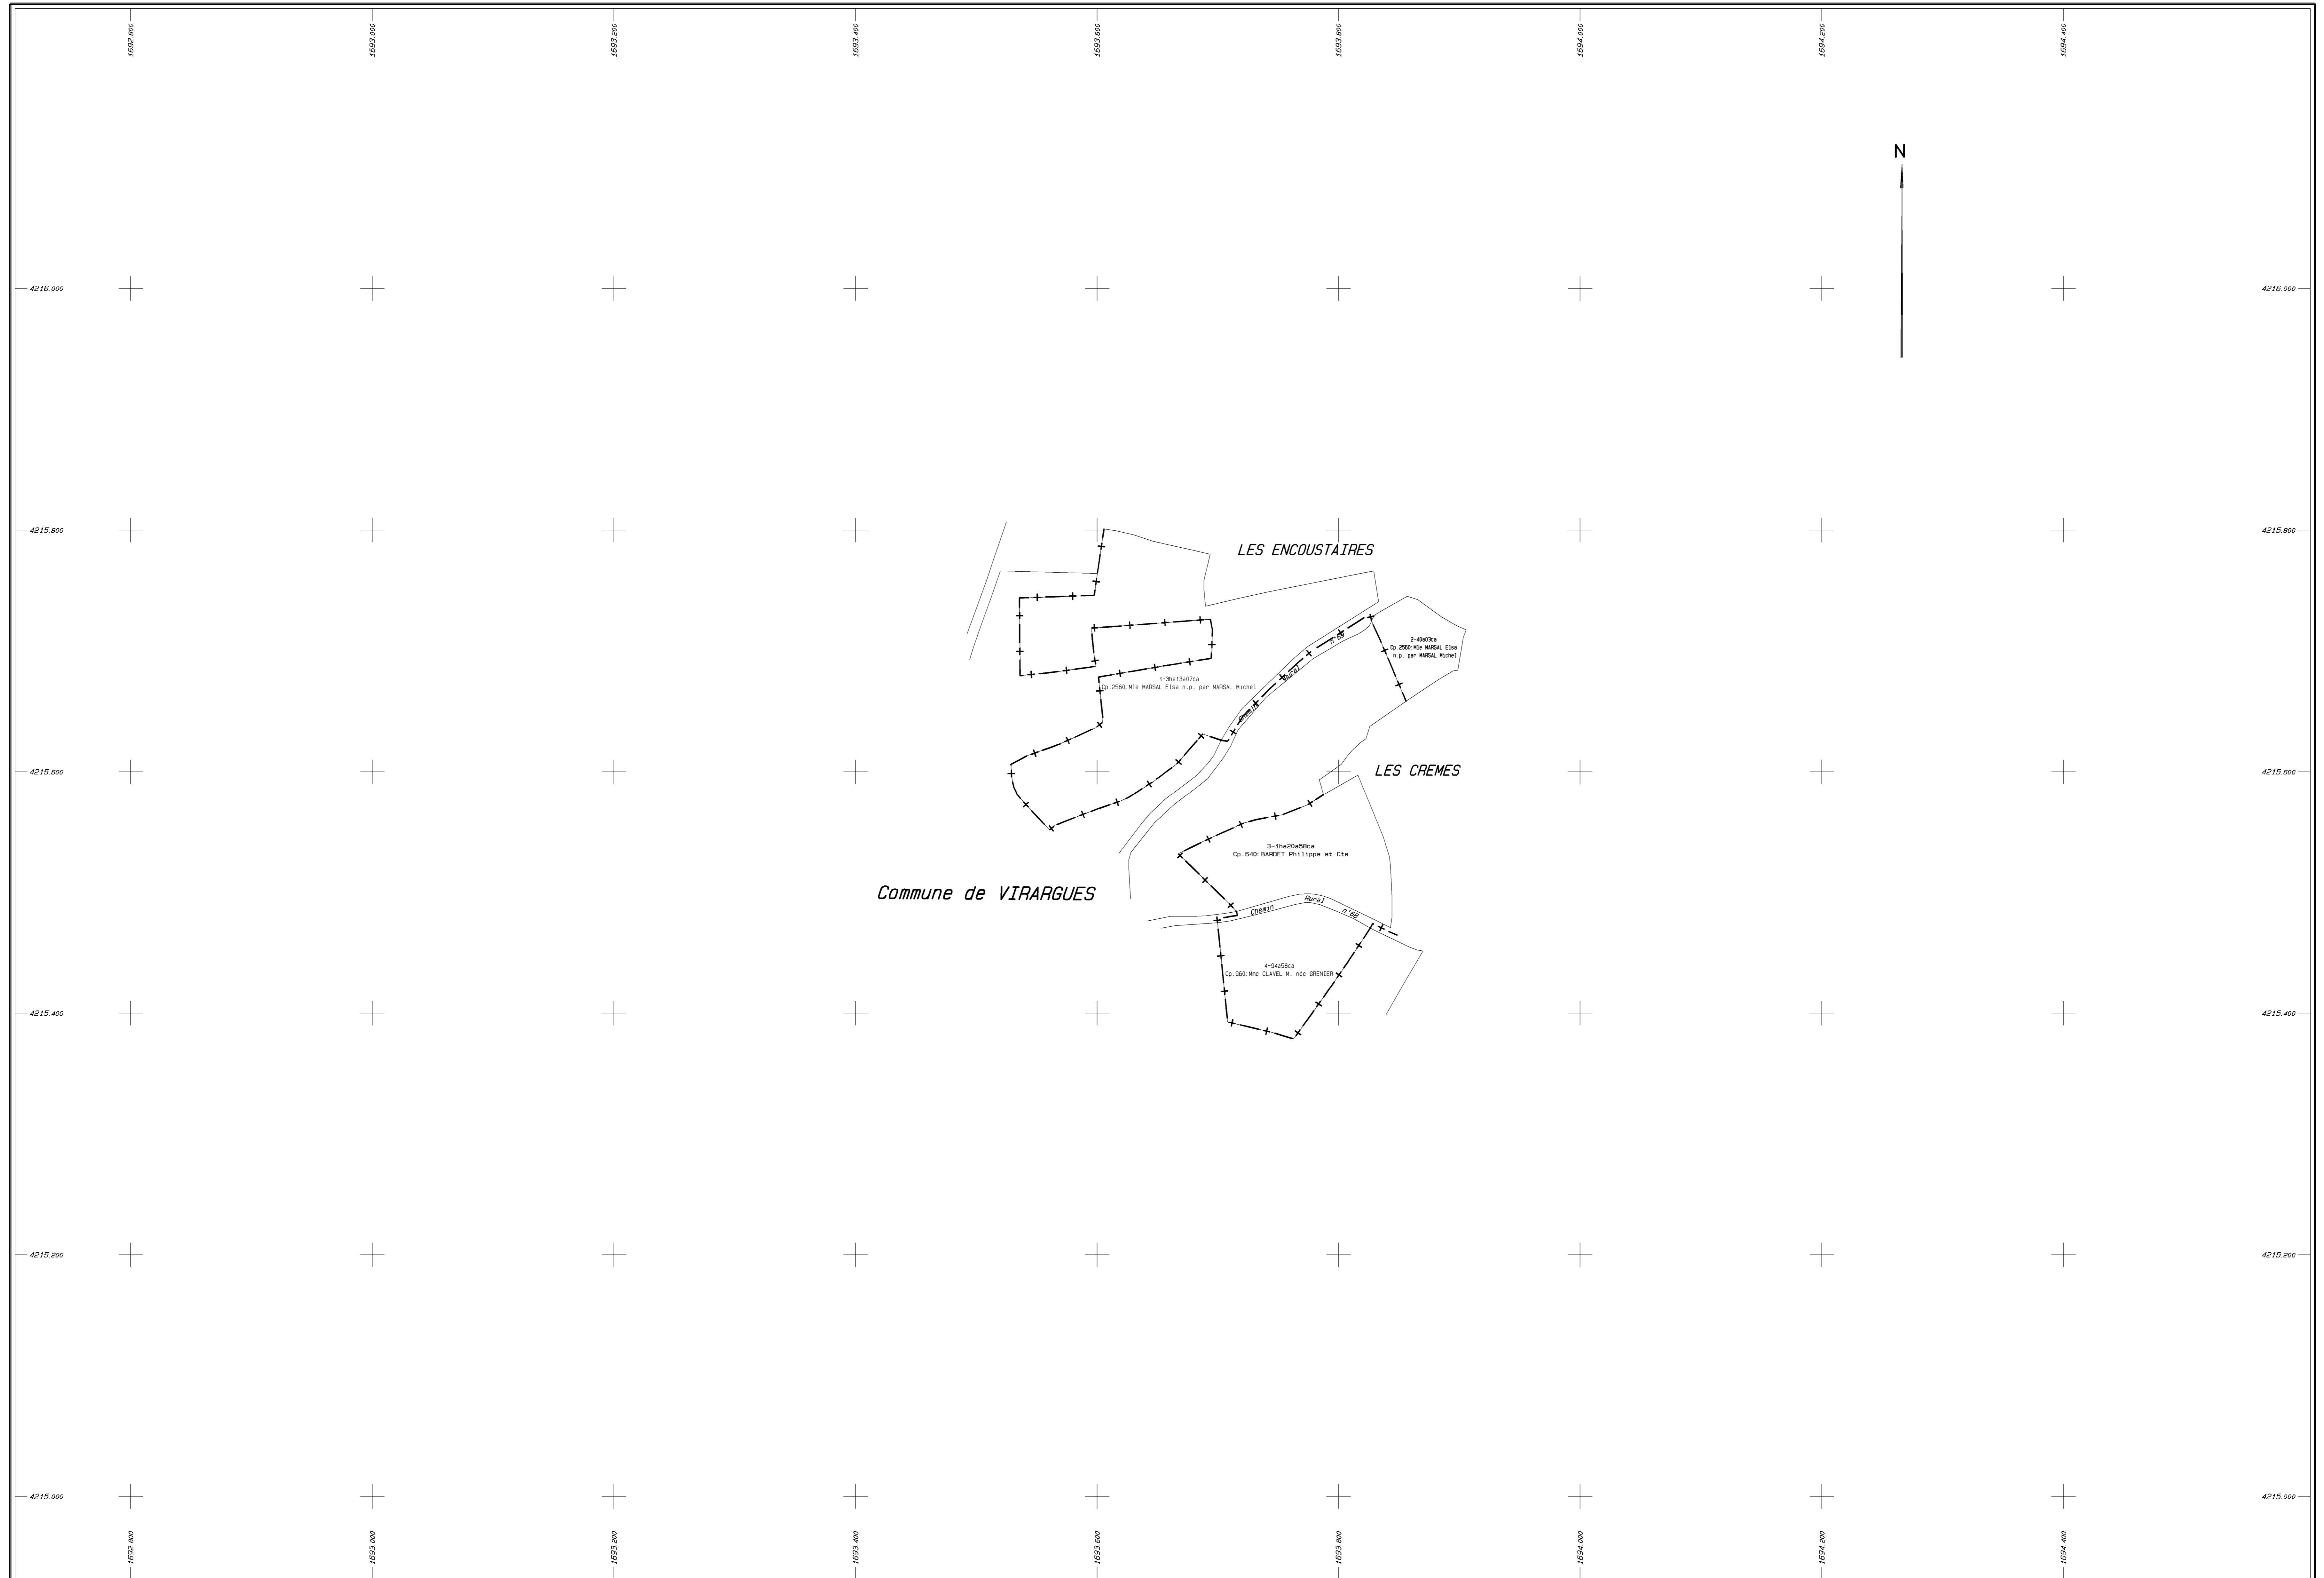 1692.800
1693.000
1693.200
1693.400
1693.600
1693.800
1694.000
1694.200
1694.400
N
4216.000
4216.000
4215.800
4215.800
LES ENCOUSTAIRES
2-40a03ca
Cp.2560:Mle MARSAL Elsa
n.p. par MARSAL Michel
1-3ha13a07ca
Cp.2560:Mle MARSAL Elsa n.p. par MARSAL Michel
Chemin Rural n°69
4215.600
4215.600
LES CREMES
3-1ha20a58ca
Cp.640:BARDET Philippe et Cts
Commune de VIRARGUES
Chemin Rural n°68
4-94a58ca
Cp.960:Mme CLAVEL M. née GRENIER
4215.400
4215.400
4215.200
4215.200
4215.000
4215.000
1692.800
1693.000
1693.200
1693.400
1693.600
1693.800
1694.000
1694.200
1694.400